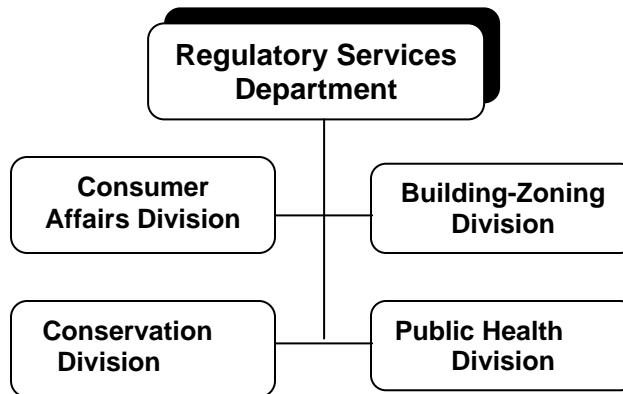 Regulatory Services
Department
Consumer
Affairs Division
Building-Zoning
Division
Conservation
Division
Public Health
Division